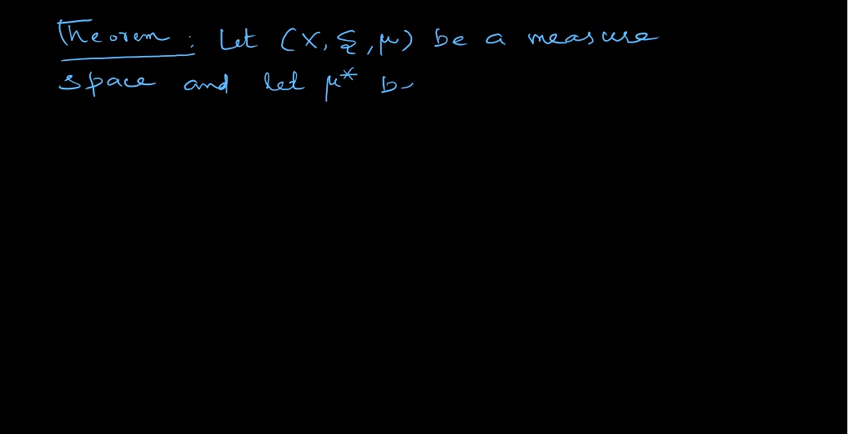 Theorem : Let (X, Σ, μ) be a measure
space and let μ* b